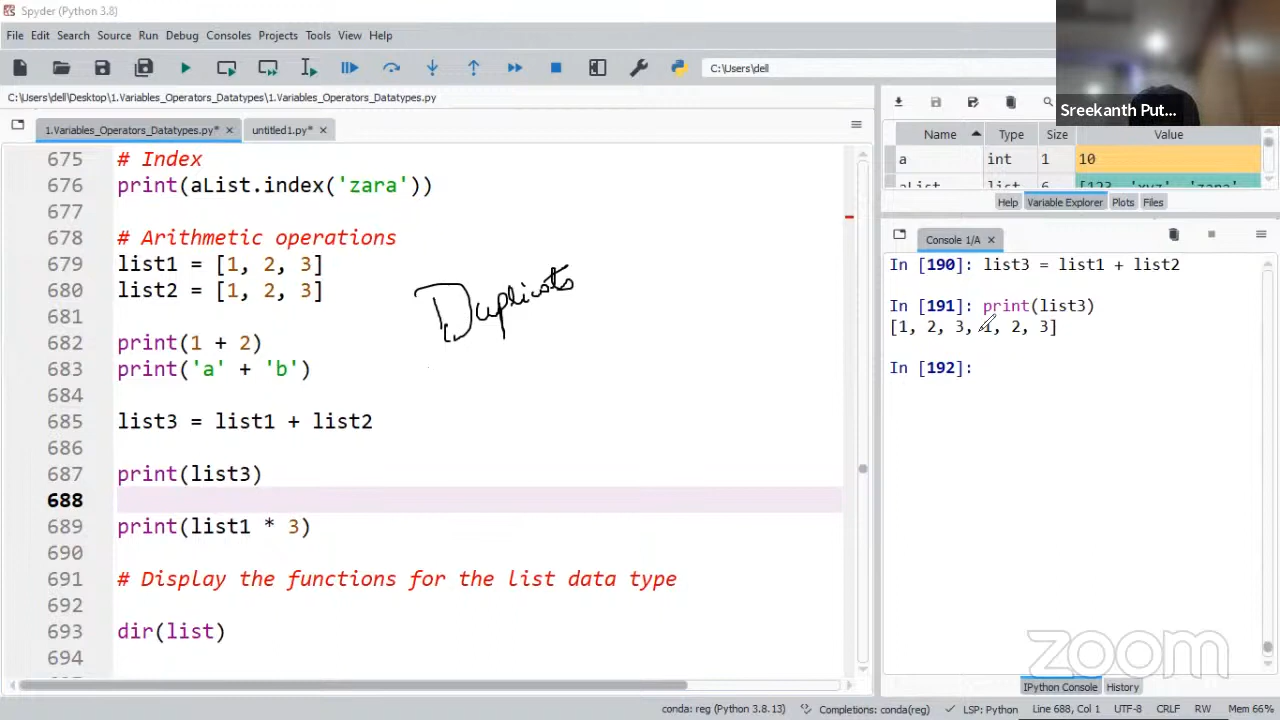 Spyder (Python 3.8)
File Edit Search Source Run Debug Consoles Projects Tools View Help
C:\Users\dell
C:\Users\dell\Desktop\1.Variables_Operators_Datatypes\1.Variables_Operators_Datatypes.py
1.Variables_Operators_Datatypes.py* untitled1.py*
675 # Index
676 print(aList.index('zara'))
677
678 # Arithmetic operations
679 list1 = [1, 2, 3]
680 list2 = [1, 2, 3]
681
682 print(1 + 2)
683 print('a' + 'b')
684
685 list3 = list1 + list2
686
687 print(list3)
688
689 print(list1 * 3)
690
691 # Display the functions for the list data type
692
693 dir(list)
694
Duplicates
Sreekanth Put...
Name Type Size Value
a int 1 10
aList list 6 [123, 'xyz', 'zara',
Help Variable Explorer Plots Files
Console 1/A
In [190]: list3 = list1 + list2
In [191]: print(list3)
[1, 2, 3, 1, 2, 3]
In [192]:
zoom
IPython Console History
conda: reg (Python 3.8.13) Completions: conda(reg) LSP: Python Line 688, Col 1 UTF-8 CRLF RW Mem 66%